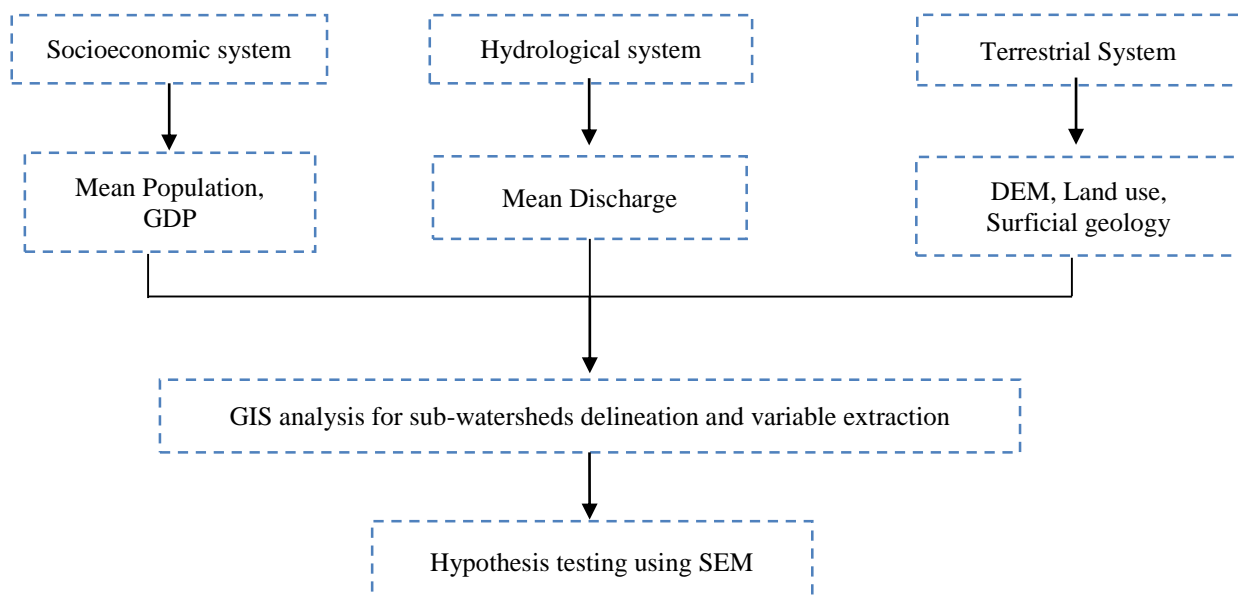 Socioeconomic system
Hydrological system
Terrestrial System
Mean Population,
GDP
Mean Discharge
DEM, Land use,
Surficial geology
GIS analysis for sub-watersheds delineation and variable extraction
Hypothesis testing using SEM